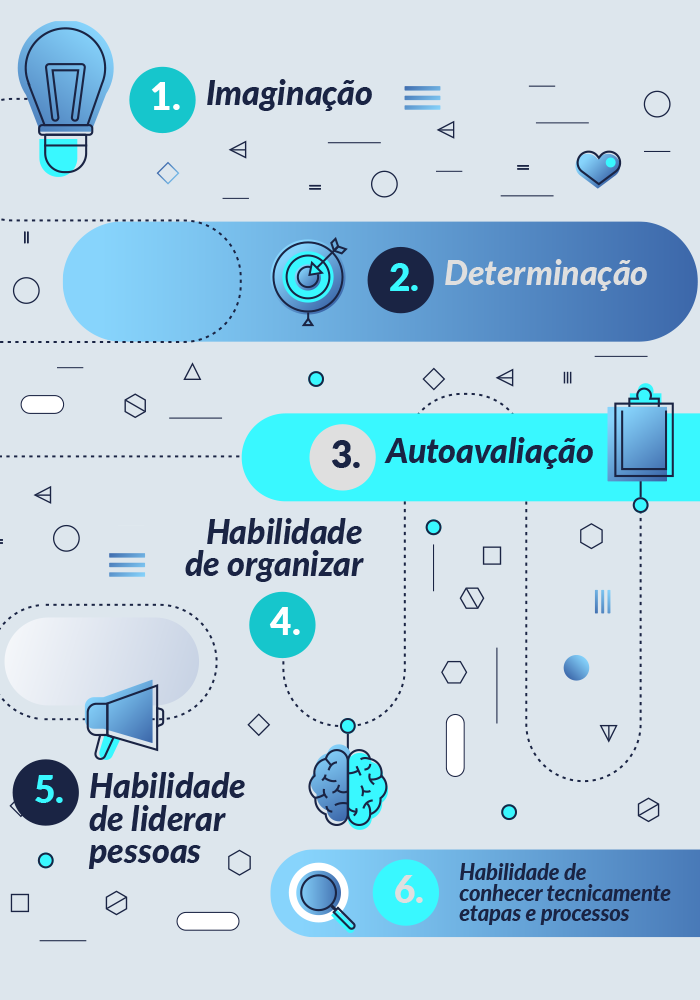 1. Imaginação
2. Determinação
3. Autoavaliação
Habilidade
de organizar
4.
5. Habilidade
de liderar
pessoas
6. Habilidade de
conhecer tecnicamente
etapas e processos